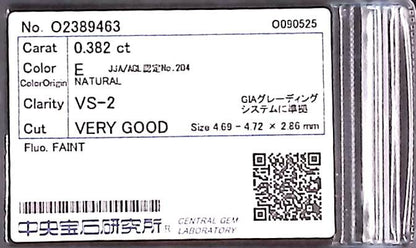 No. O2389463 O090525
Carat 0.382 ct
Color E JJA/AGL認定No.204
ColorOrigin NATURAL
Clarity VS-2 GIAグレーディング
システムに準拠
Cut VERY GOOD Size 4.69 - 4.72 × 2.86 mm
Fluo. FAINT
中央宝石研究所® CENTRAL GEM
LABORATORY